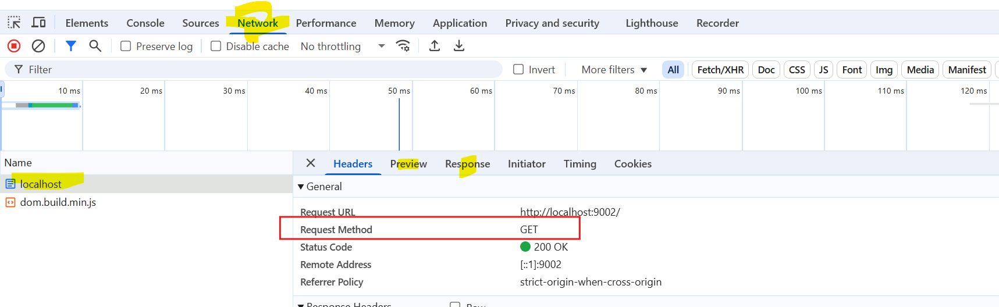 Elements Console Sources Network Performance Memory Application Privacy and security Lighthouse Recorder
Preserve log Disable cache No throttling
Filter Invert More filters All Fetch/XHR Doc CSS JS Font Img Media Manifest
10 ms 20 ms 30 ms 40 ms 50 ms 60 ms 70 ms 80 ms 90 ms 100 ms 110 ms 120 ms
Name
localhost
dom.build.min.js
Headers Preview Response Initiator Timing Cookies
General
Request URL http://localhost:9002/
Request Method GET
Status Code 200 OK
Remote Address [::1]:9002
Referrer Policy strict-origin-when-cross-origin
Response Headers Raw